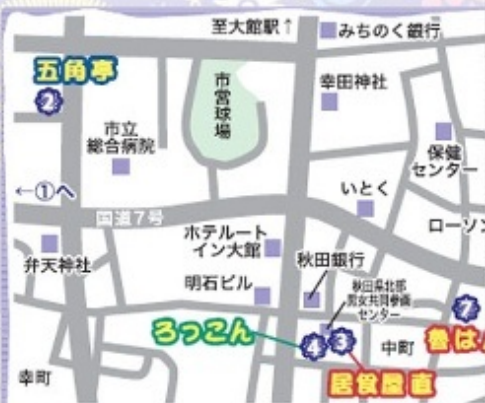 至大館駅↑
みちのく銀行
五角亭
2
市営球場
幸田神社
市立
総合病院
保健
センター
←①へ
いとく
国道7号
ローソン
ホテルルート
イン大館
弁天神社
秋田銀行
明石ビル
秋田県北部
男女共同参画
センター
7
ろっこん
4
3
中町
居食屋直
幸町